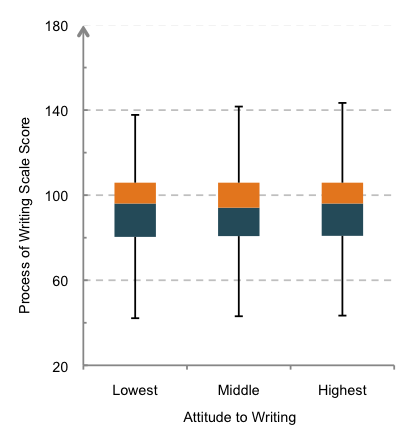 180
140
100
60
20
Process of Writing Scale Score
Lowest Middle Highest
Attitude to Writing